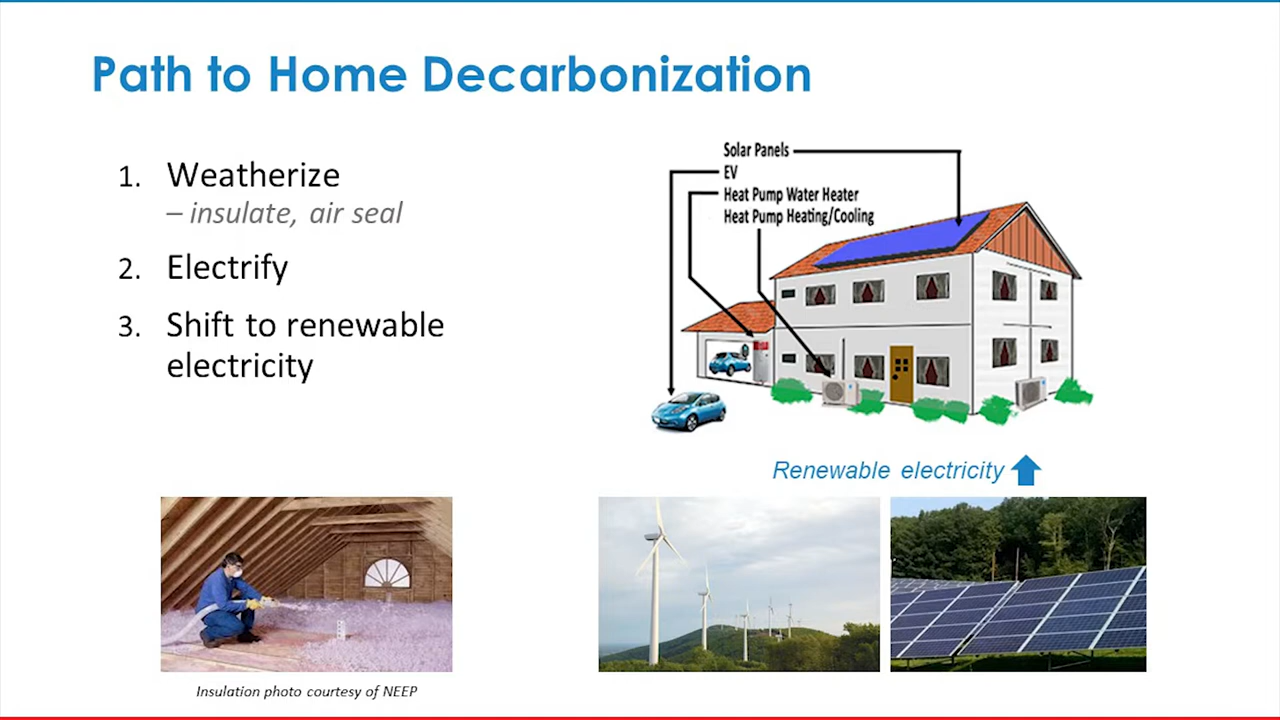 Path to Home Decarbonization
1. Weatherize
– insulate, air seal
2. Electrify
3. Shift to renewable
electricity
Solar Panels
EV
Heat Pump Water Heater
Heat Pump Heating/Cooling
Renewable electricity
Insulation photo courtesy of NEEP